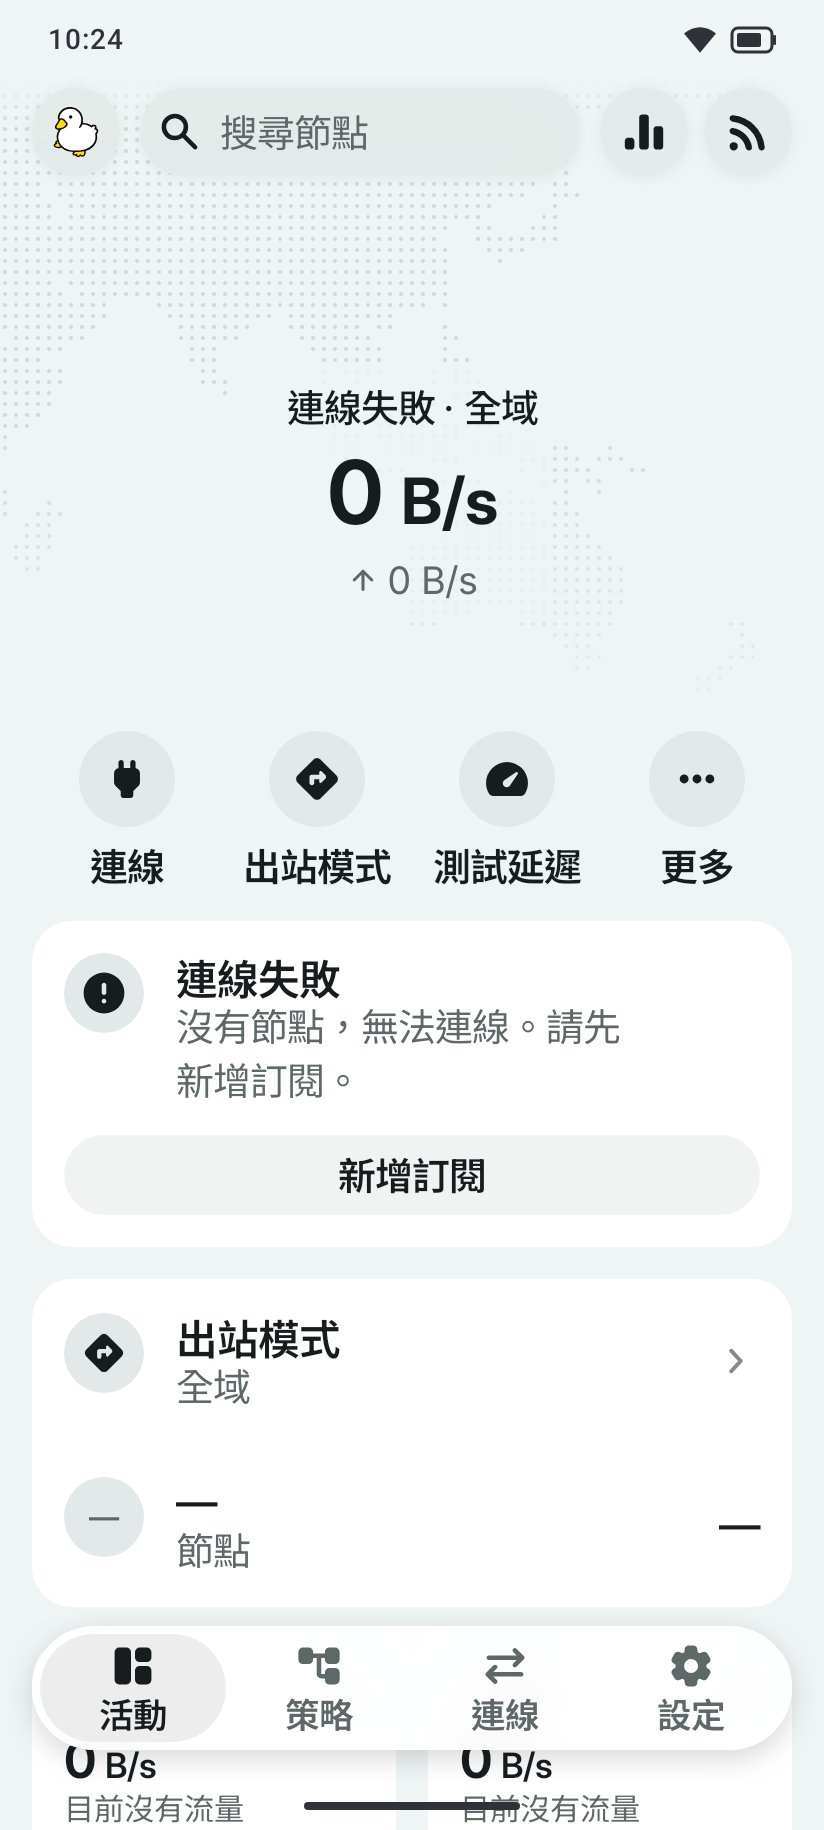 10:24
搜尋節點
連線失敗 · 全域
0 B/s
↑ 0 B/s
連線
出站模式
測試延遲
更多
連線失敗
沒有節點，無法連線。請先
新增訂閱。
新增訂閱
出站模式
全域
—
—
節點
—
活動
策略
連線
設定
0 B/s
0 B/s
目前沒有流量
目前沒有流量